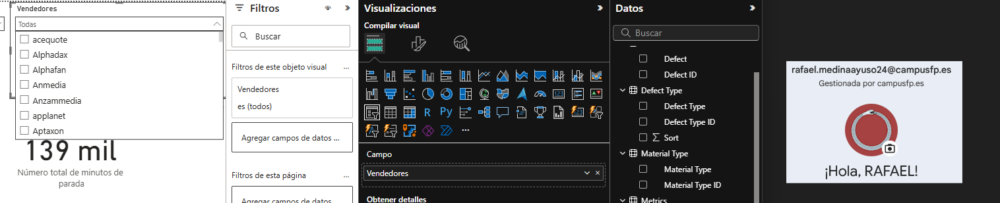 Vendedores
Todas
acequote
Alphadax
Alphafan
Anmedia
Anzammedia
applanet
Aptaxon
139 mil
Número total de minutos de
parada
Filtros
Buscar
Filtros de este objeto visual
...
Vendedores
es (todos)
Agregar campos de datos ...
Filtros de esta página
...
Agregar campos de datos
Visualizaciones
Compilar visual
123
R
Py
123
...
Campo
Vendedores
Obtener detalles
Datos
Buscar
Defect
Defect ID
Defect Type
Defect Type
Defect Type ID
Σ Sort
Material Type
Material Type
Material Type ID
Metrics
rafael.medinaayuso24@campusfp.es
Gestionada por campusfp.es
¡Hola, RAFAEL!